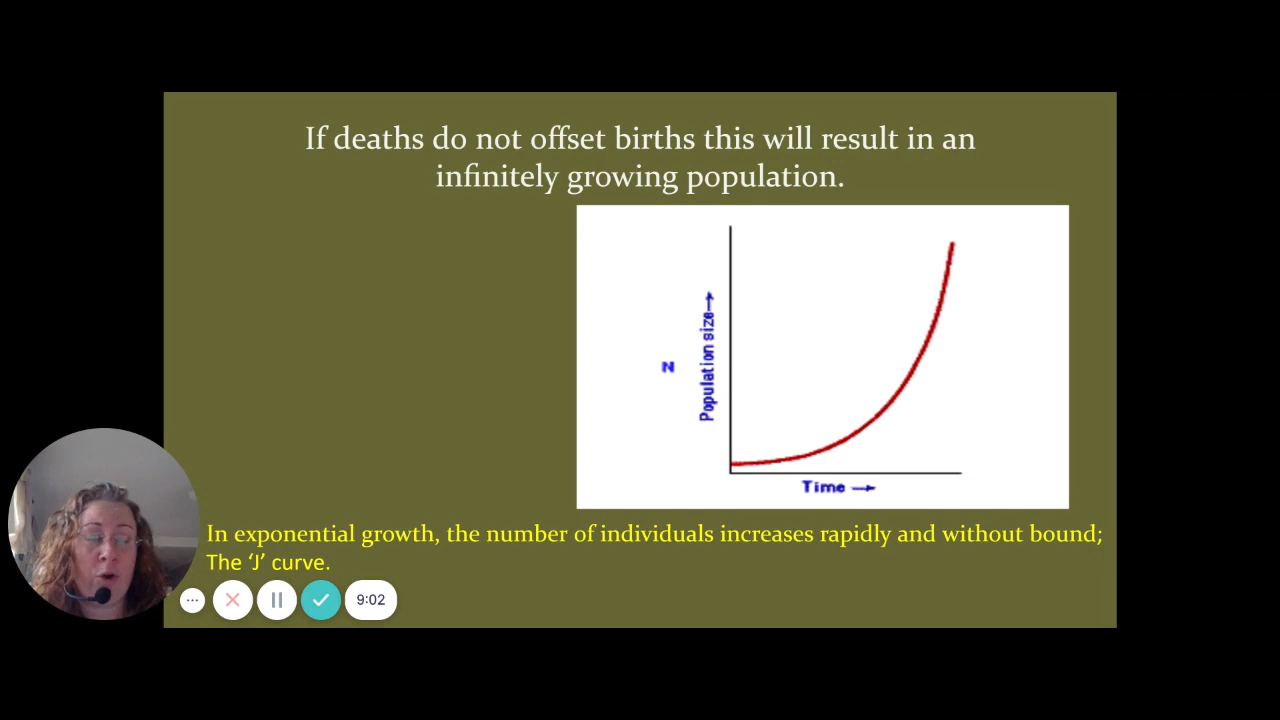 If deaths do not offset births this will result in an
infinitely growing population.
N
Population size→
Time →
In exponential growth, the number of individuals increases rapidly and without bound;
The ‘J’ curve.
9:02